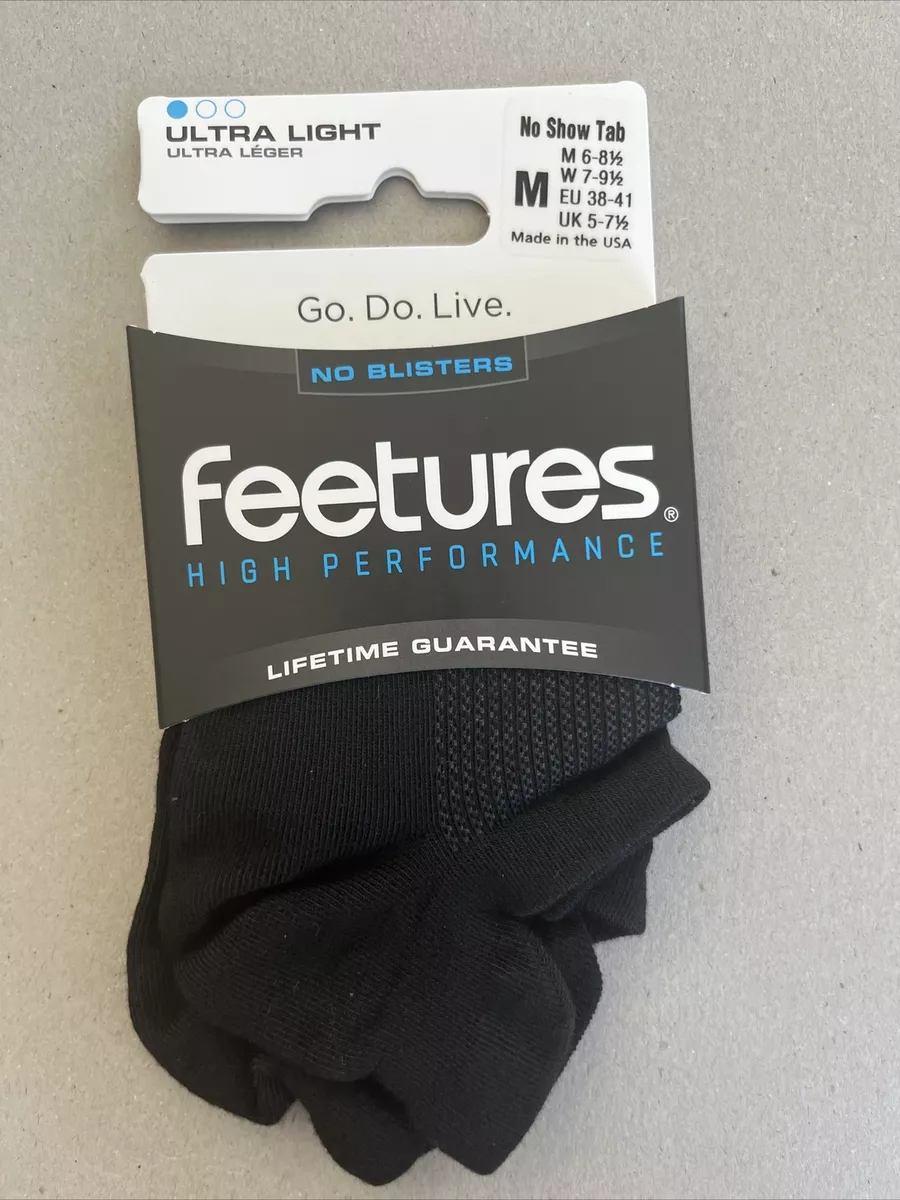 ULTRA LIGHT
ULTRA LÉGER
No Show Tab
M
M 6-8½
W 7-9½
EU 38-41
UK 5-7½
Made in the USA
Go. Do. Live.
NO BLISTERS
feetures®
HIGH PERFORMANCE
LIFETIME GUARANTEE